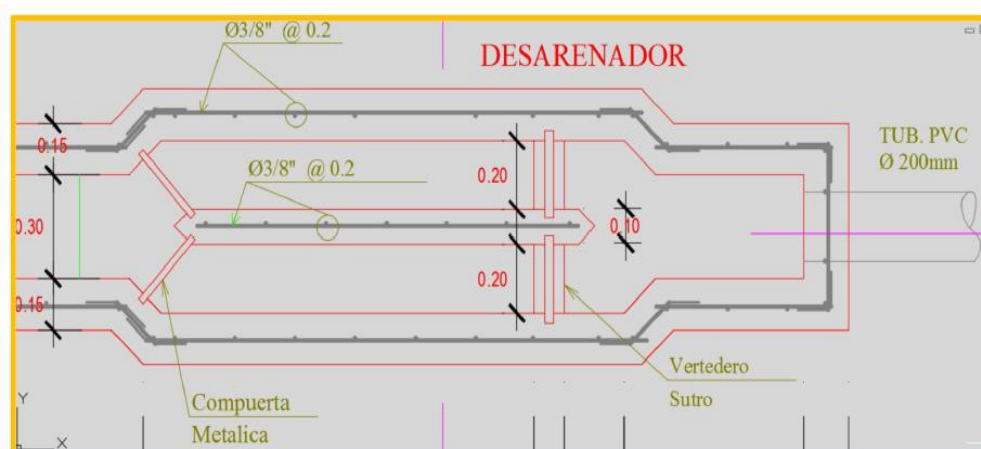 Ø3/8" @ 0.2
DESARENADOR
0.15
TUB. PVC
Ø 200mm
Ø3/8" @ 0.2
0.20
0.30
0.10
0.20
0.15
Vertedero
Sutro
Compuerta
Metalica
Y
X